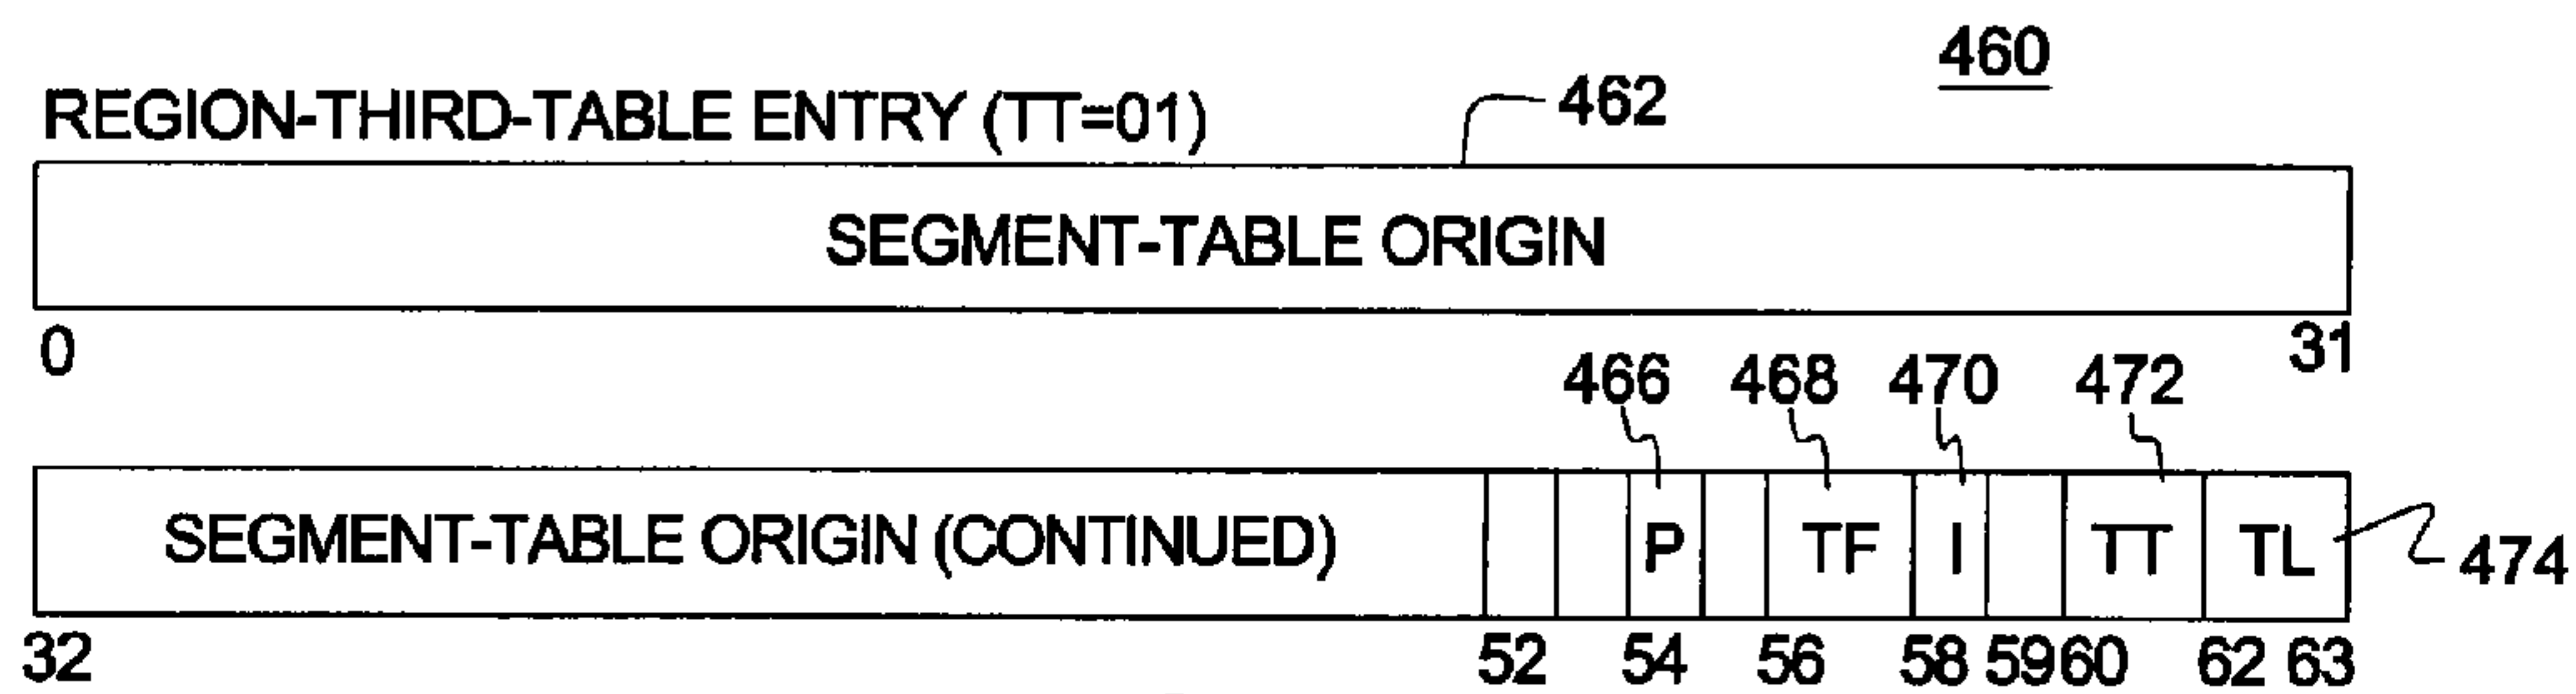 460
REGION-THIRD-TABLE ENTRY (TT=01)
462
SEGMENT-TABLE ORIGIN
0 31
466 468 470 472
SEGMENT-TABLE ORIGIN (CONTINUED) P TF I TT TL
474
32 52 54 56 58 59 60 62 63